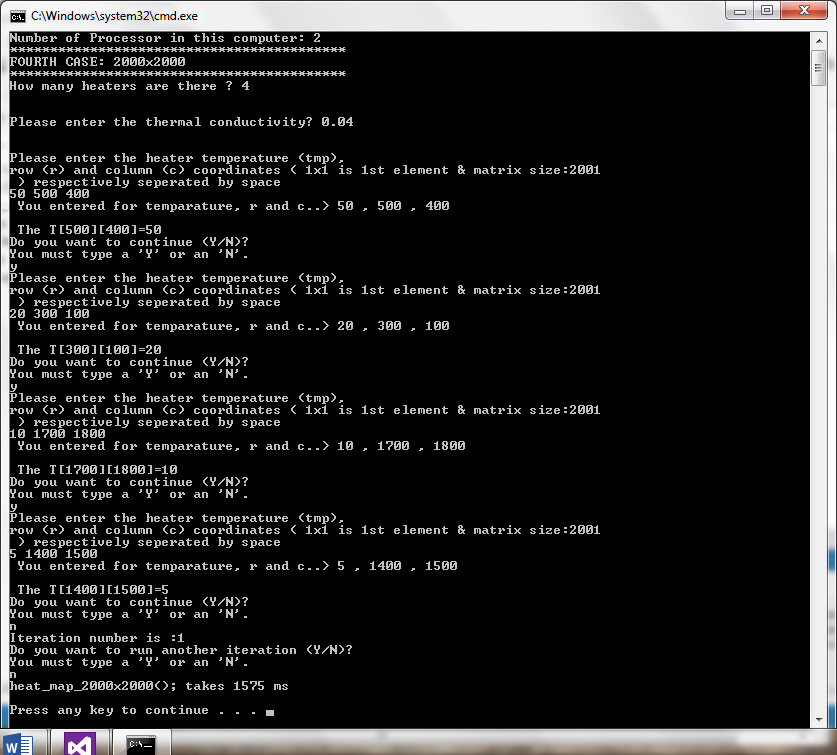 C:\Windows\system32\cmd.exe
Number of Processor in this computer: 2
******************************************
FOURTH CASE: 2000x2000
******************************************
How many heaters are there ? 4
Please enter the thermal conductivity? 0.04
Please enter the heater temperature (tmp),
row (r) and column (c) coordinates ( 1x1 is 1st element & matrix size:2001
 ) respectively seperated by space
50 500 400
 You entered for temparature, r and c..> 50 , 500 , 400
 The T[500][400]=50
Do you want to continue (Y/N)?
You must type a 'Y' or an 'N'.
y
Please enter the heater temperature (tmp),
row (r) and column (c) coordinates ( 1x1 is 1st element & matrix size:2001
 ) respectively seperated by space
20 300 100
 You entered for temparature, r and c..> 20 , 300 , 100
 The T[300][100]=20
Do you want to continue (Y/N)?
You must type a 'Y' or an 'N'.
y
Please enter the heater temperature (tmp),
row (r) and column (c) coordinates ( 1x1 is 1st element & matrix size:2001
 ) respectively seperated by space
10 1700 1800
 You entered for temparature, r and c..> 10 , 1700 , 1800
 The T[1700][1800]=10
Do you want to continue (Y/N)?
You must type a 'Y' or an 'N'.
y
Please enter the heater temperature (tmp),
row (r) and column (c) coordinates ( 1x1 is 1st element & matrix size:2001
 ) respectively seperated by space
5 1400 1500
 You entered for temparature, r and c..> 5 , 1400 , 1500
 The T[1400][1500]=5
Do you want to continue (Y/N)?
You must type a 'Y' or an 'N'.
n
Iteration number is :1
Do you want to run another iteration (Y/N)?
You must type a 'Y' or an 'N'.
n
heat_map_2000x2000(); takes 1575 ms
Press any key to continue . . .